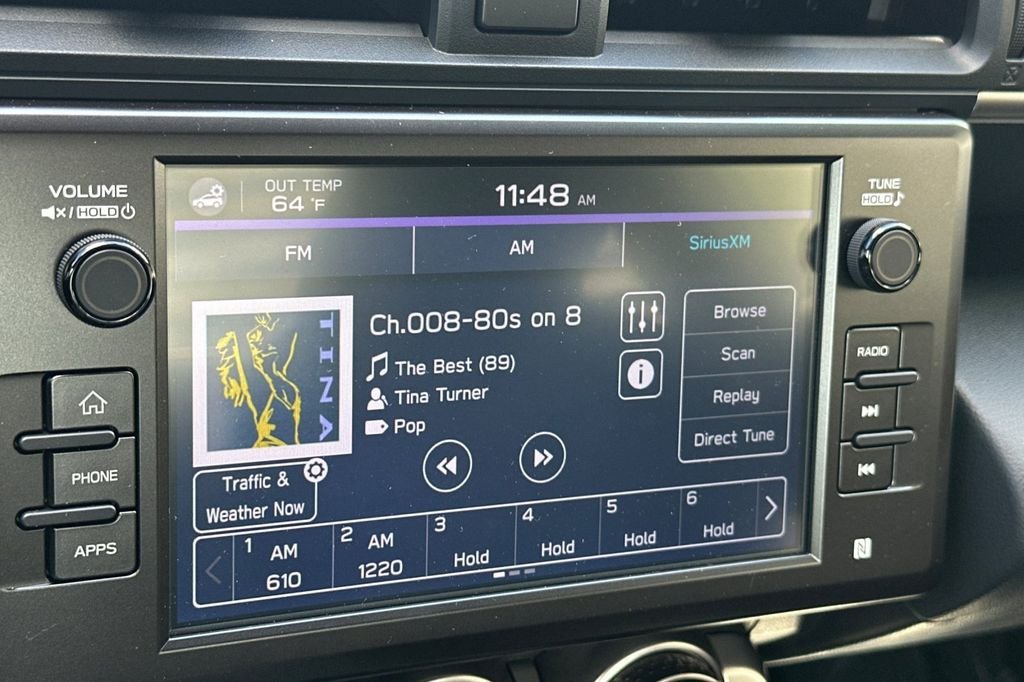 VOLUME
/ HOLD
OUT TEMP
64 °F
11:48 AM
TUNE
HOLD
FM
AM
SiriusXM
TINA
Ch.008-80s on 8
The Best (89)
Tina Turner
Pop
Browse
Scan
Replay
Direct Tune
RADIO
PHONE
APPS
Traffic &
Weather Now
1 AM
610
2 AM
1220
3
Hold
4
Hold
5
Hold
6
Hold